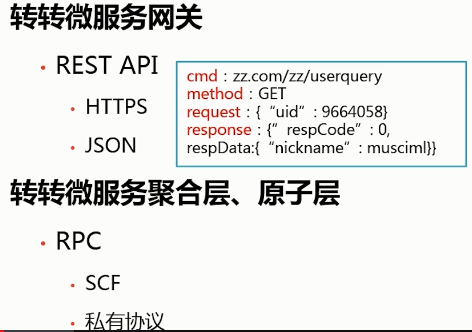 转转微服务网关
• REST API
• HTTPS
• JSON
cmd：zz.com/zz/userquery
method：GET
request：{“uid”: 9664058}
response：{”respCode”: 0,
respData:{“nickname”: musciml}}
转转微服务聚合层、原子层
• RPC
• SCF
• 私有协议